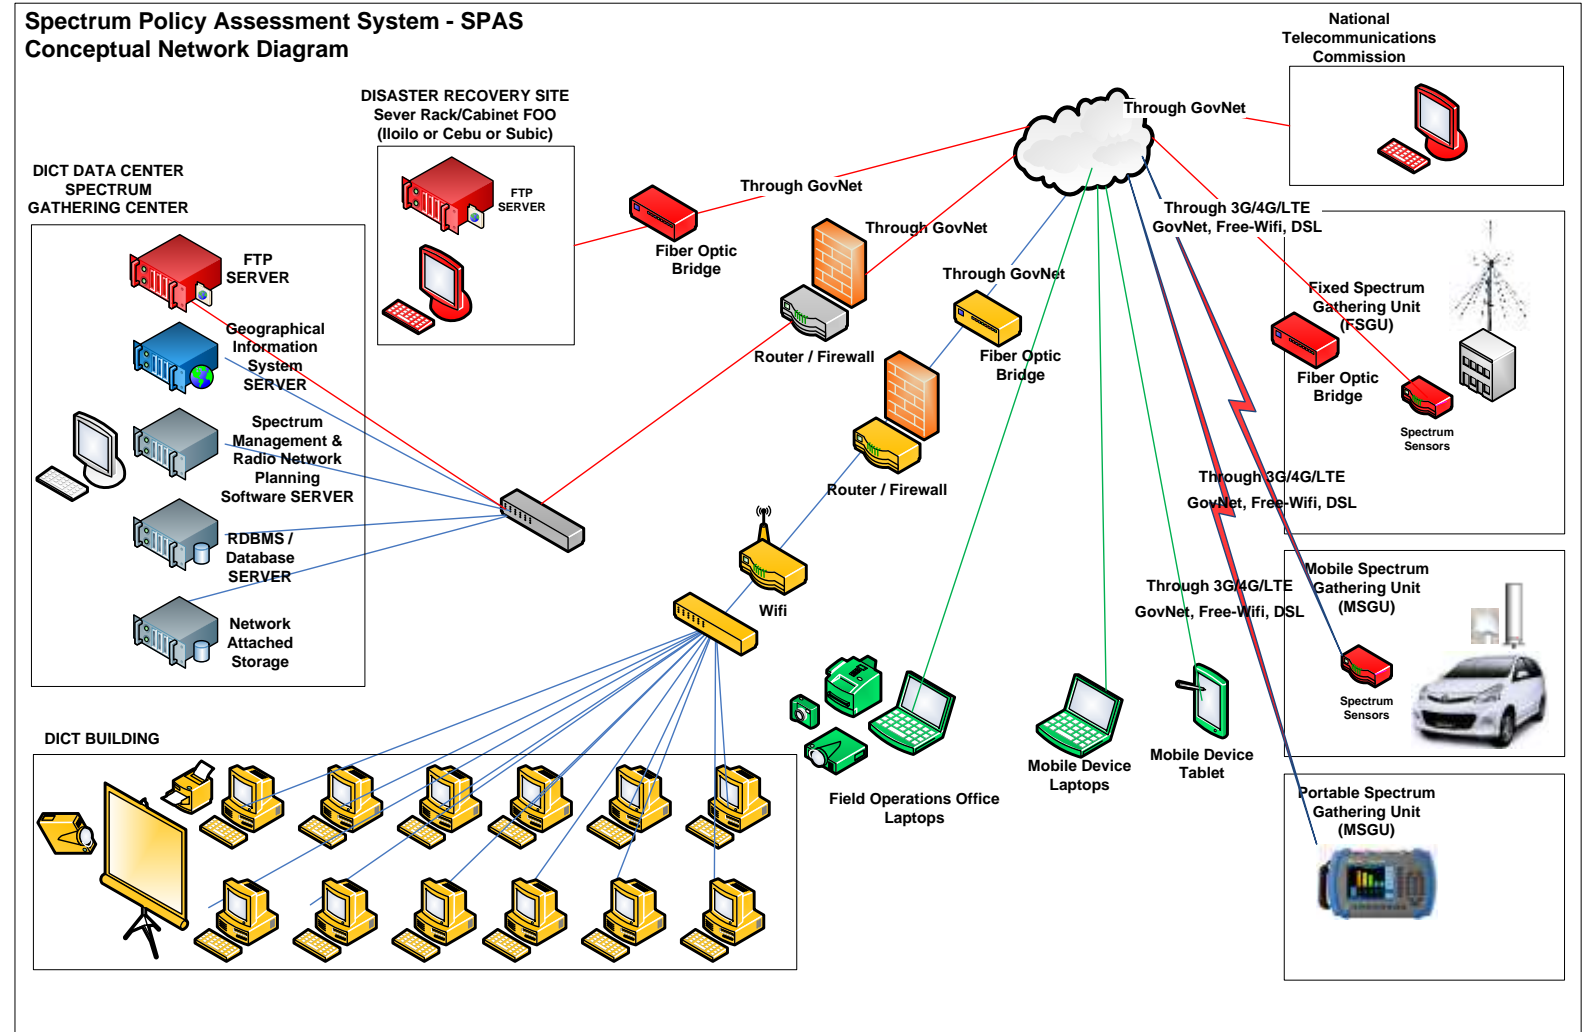 Spectrum Policy Assessment System - SPAS
Conceptual Network Diagram
National
Telecommunications
Commission
DISASTER RECOVERY SITE
Sever Rack/Cabinet FOO
(Iloilo or Cebu or Subic)
FTP
SERVER
Through GovNet
Through GovNet
Fiber Optic
Bridge
Through GovNet
Router / Firewall
Through GovNet
Fiber Optic
Bridge
Router / Firewall
Wifi
DICT DATA CENTER
SPECTRUM
GATHERING CENTER
FTP
SERVER
Geographical
Information
System
SERVER
Spectrum
Management &
Radio Network
Planning
Software SERVER
RDBMS /
Database
SERVER
Network
Attached
Storage
Through 3G/4G/LTE
GovNet, Free-Wifi, DSL
Fixed Spectrum
Gathering Unit
(FSGU)
Fiber Optic
Bridge
Spectrum
Sensors
Through 3G/4G/LTE
GovNet, Free-Wifi, DSL
Mobile Spectrum
Gathering Unit
(MSGU)
Spectrum
Sensors
Through 3G/4G/LTE
GovNet, Free-Wifi, DSL
Portable Spectrum
Gathering Unit
(MSGU)
Field Operations Office
Laptops
Mobile Device
Laptops
Mobile Device
Tablet
DICT BUILDING